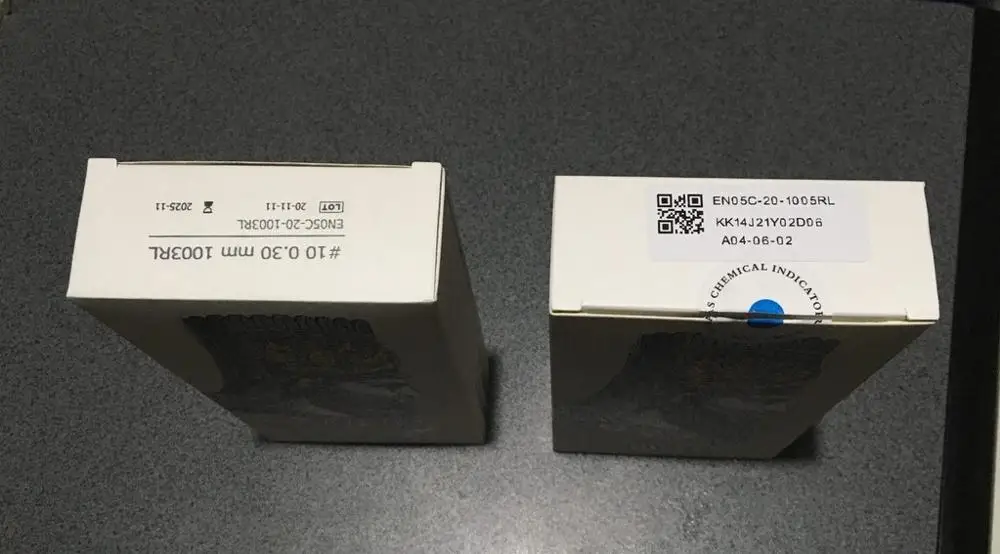 #10 0.30 mm 1003RL
EN05C-20-1003RL
LOT 20-11-11 2025-11
EN05C-20-1005RL
KK14J21Y02D06
A04-06-02
CHEMICAL INDICATOR